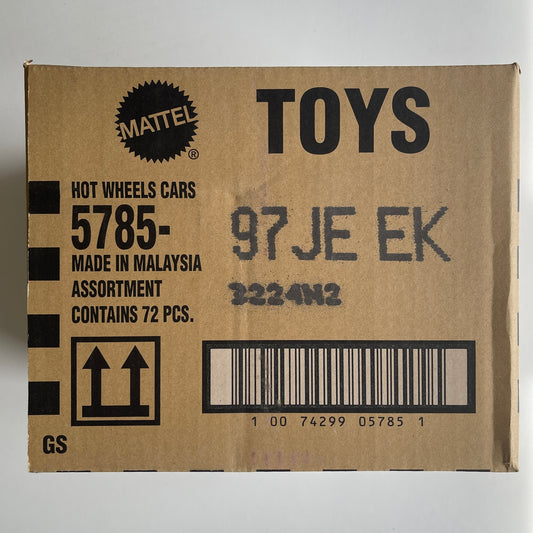 MATTEL
®
TOYS
HOT WHEELS CARS
5785-
97JE EK
MADE IN MALAYSIA
3224N2
ASSORTMENT
CONTAINS 72 PCS.
1 00 74299 05785 1
GS